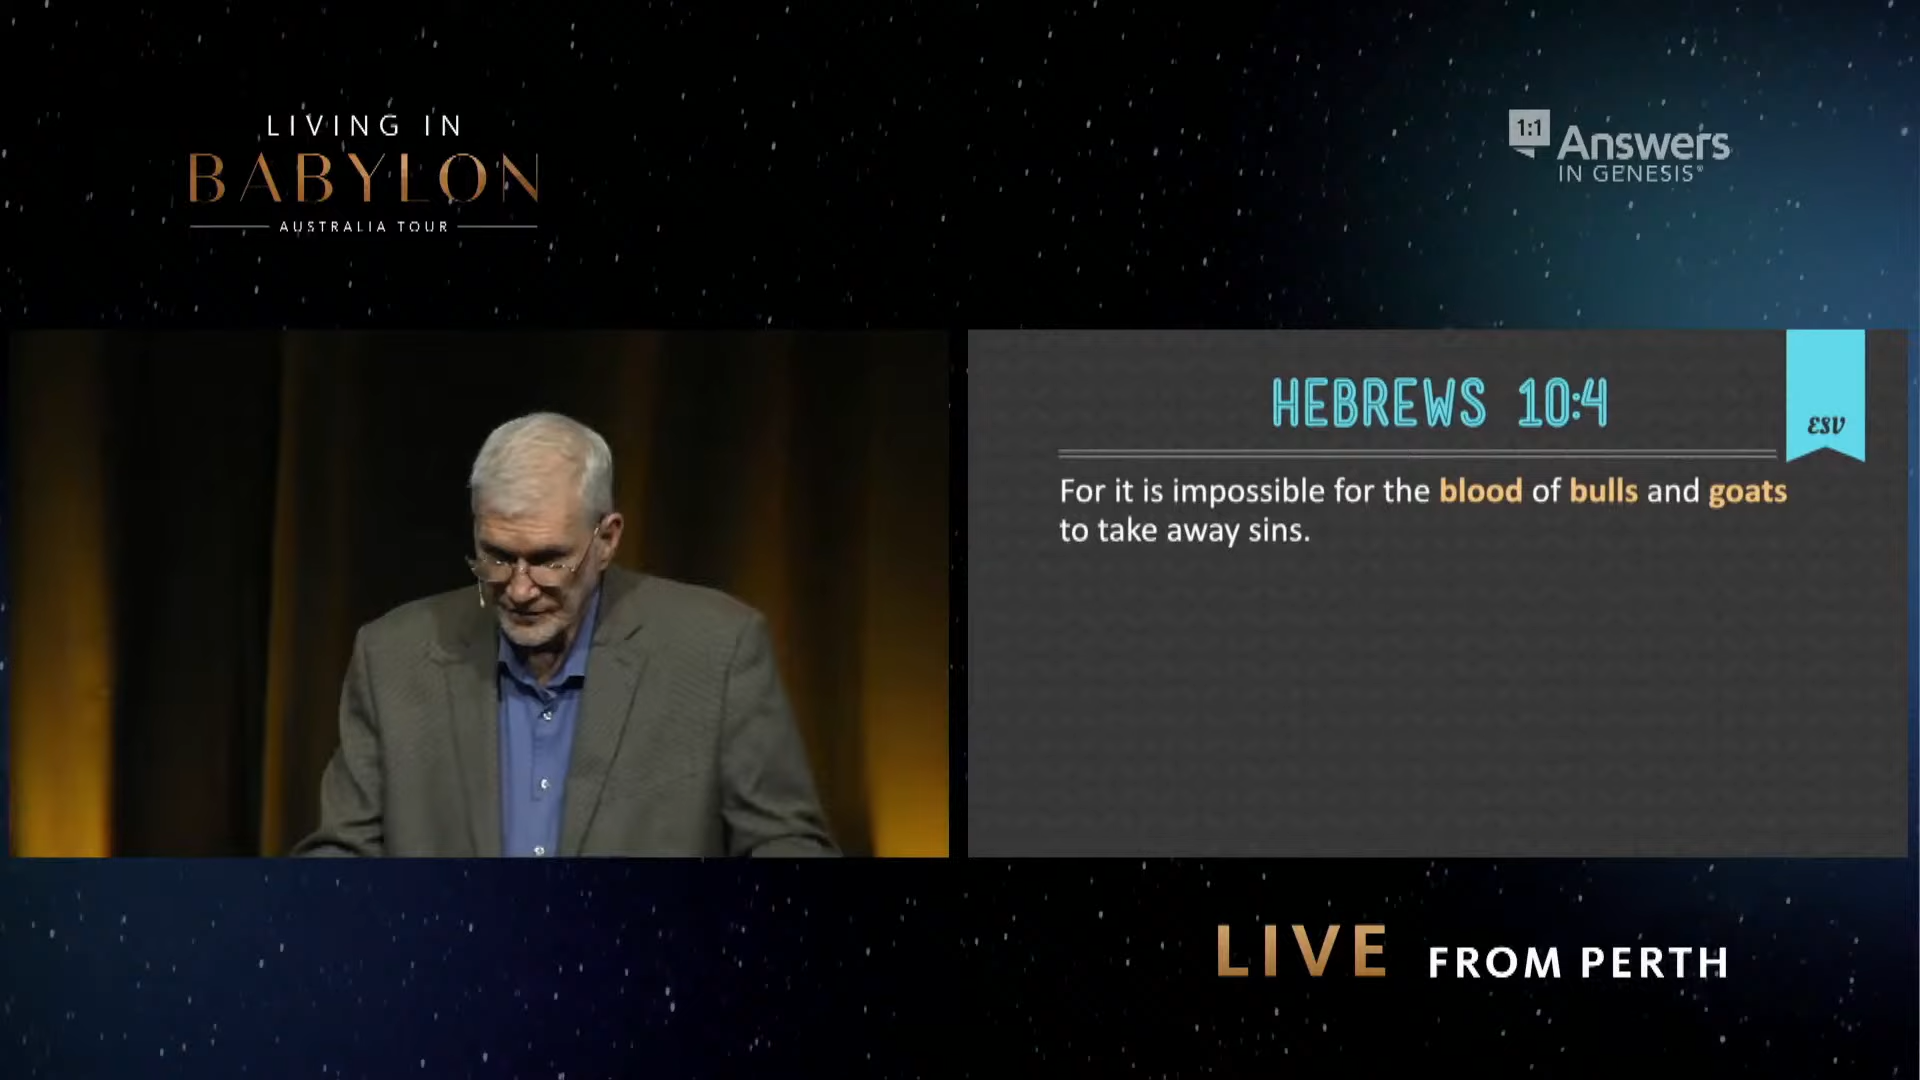 LIVING IN
BABYLON
AUSTRALIA TOUR
1:1
Answers
IN GENESIS®
HEBREWS 10:4
ESV
For it is impossible for the blood of bulls and goats
to take away sins.
LIVE FROM PERTH